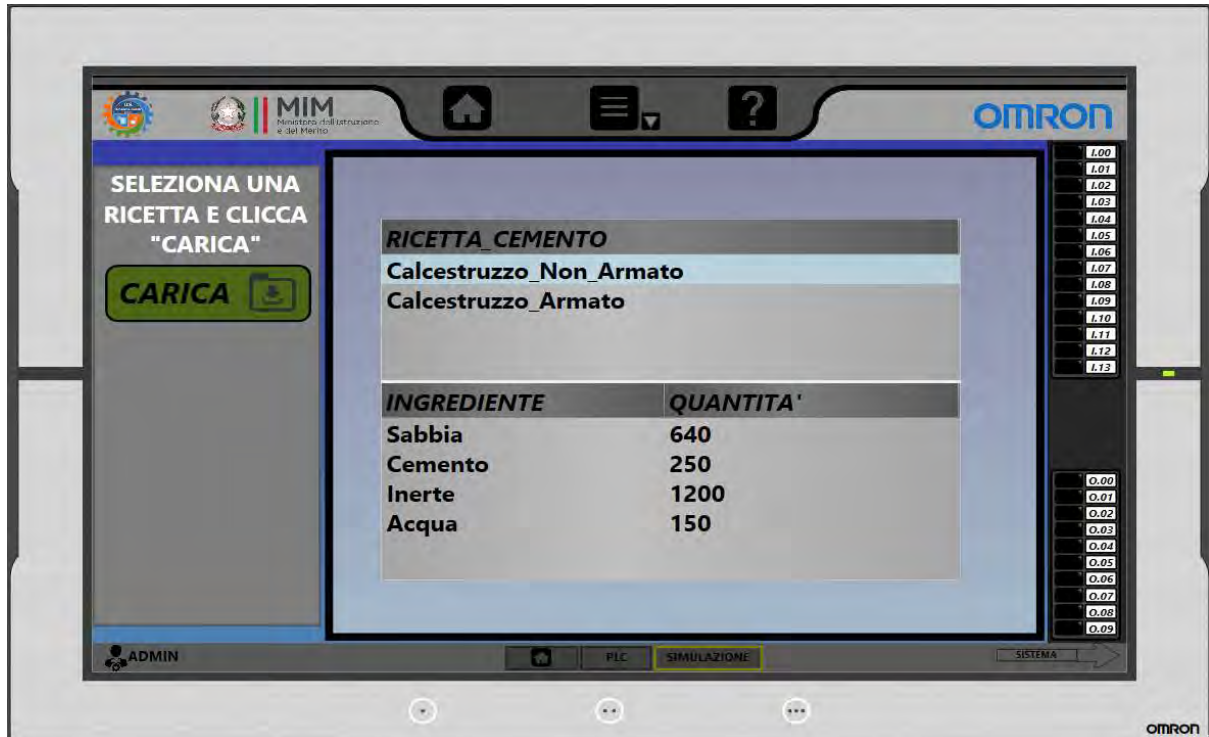 MIM
Ministero dell'Istruzione
e del Merito
?
OMRON
SELEZIONA UNA
RICETTA E CLICCA
"CARICA"
CARICA
RICETTA_CEMENTO
Calcestruzzo_Non_Armato
Calcestruzzo_Armato
INGREDIENTE QUANTITA'
Sabbia 640
Cemento 250
Inerte 1200
Acqua 150
I.00
I.01
I.02
I.03
I.04
I.05
I.06
I.07
I.08
I.09
I.10
I.11
I.12
I.13
O.00
O.01
O.02
O.03
O.04
O.05
O.06
O.07
O.08
O.09
ADMIN
PLC
SIMULAZIONE
SISTEMA
OMRON